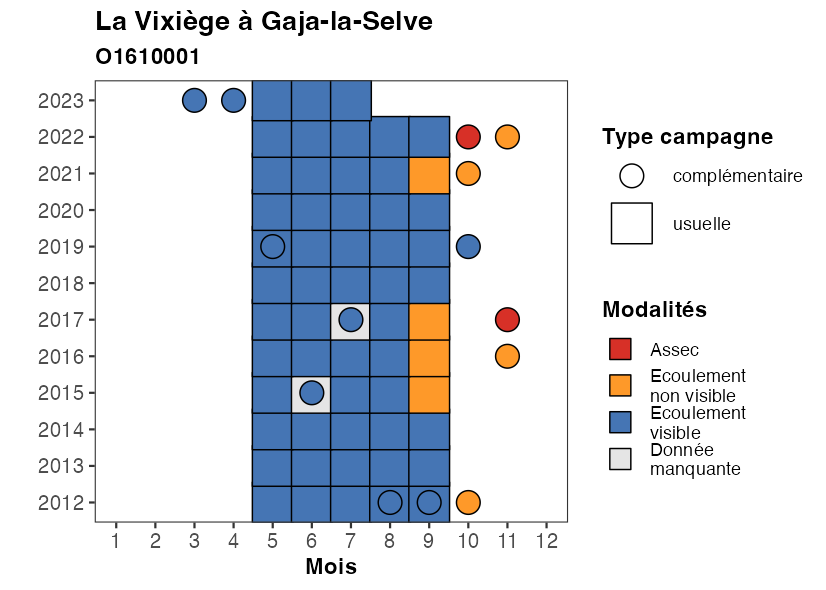 La Vixiège à Gaja-la-Selve
O1610001
2023
2022
2021
2020
2019
2018
2017
2016
2015
2014
2013
2012
1 2 3 4 5 6 7 8 9 10 11 12
Mois
Type campagne
complémentaire
usuelle
Modalités
Assec
Ecoulement
non visible
Ecoulement
visible
Donnée
manquante